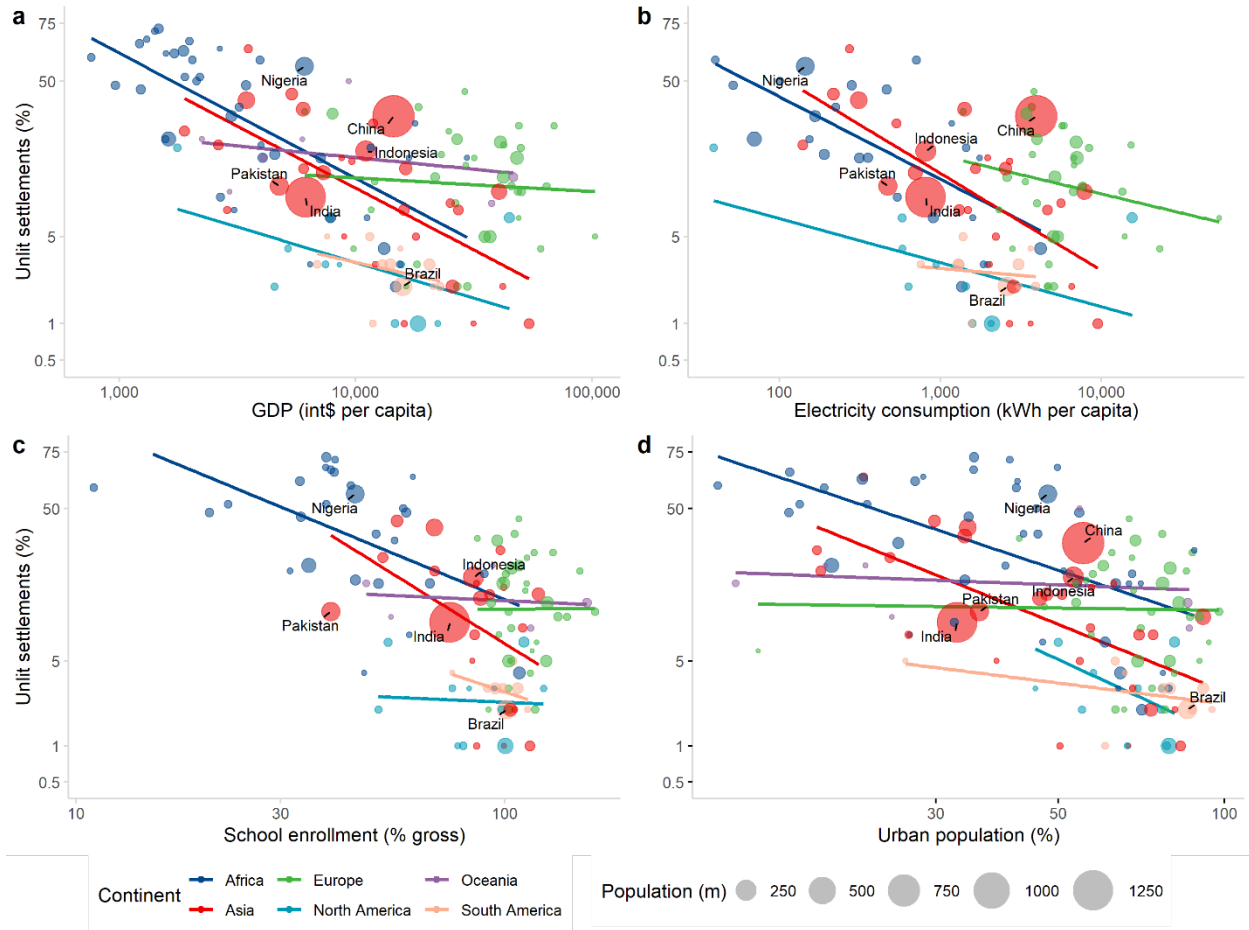 a
b
75
50
5
1
0.5
Unlit settlements (%)
Nigeria
China
Indonesia
Pakistan
India
Brazil
1,000
10,000
100,000
GDP (int$ per capita)
75
50
5
1
0.5
Unlit settlements (%)
Nigeria
Indonesia
China
Pakistan
India
Brazil
100
1,000
10,000
Electricity consumption (kWh per capita)
c
d
75
50
5
1
0.5
Unlit settlements (%)
Nigeria
Indonesia
Pakistan
India
Brazil
10
30
100
School enrollment (% gross)
75
50
5
1
0.5
Unlit settlements (%)
Nigeria
China
Indonesia
Pakistan
India
Brazil
30
50
100
Urban population (%)
Continent
Africa
Europe
Oceania
Asia
North America
South America
Population (m)
250
500
750
1000
1250